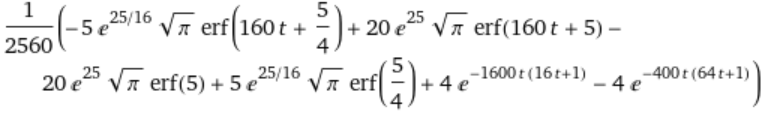 1/2560 (−5 e^(25/16) √π erf(160 t + 5/4) + 20 e^25 √π erf(160 t + 5) −
20 e^25 √π erf(5) + 5 e^(25/16) √π erf(5/4) + 4 e^(−1600 t (16 t+1)) − 4 e^(−400 t (64 t+1)))